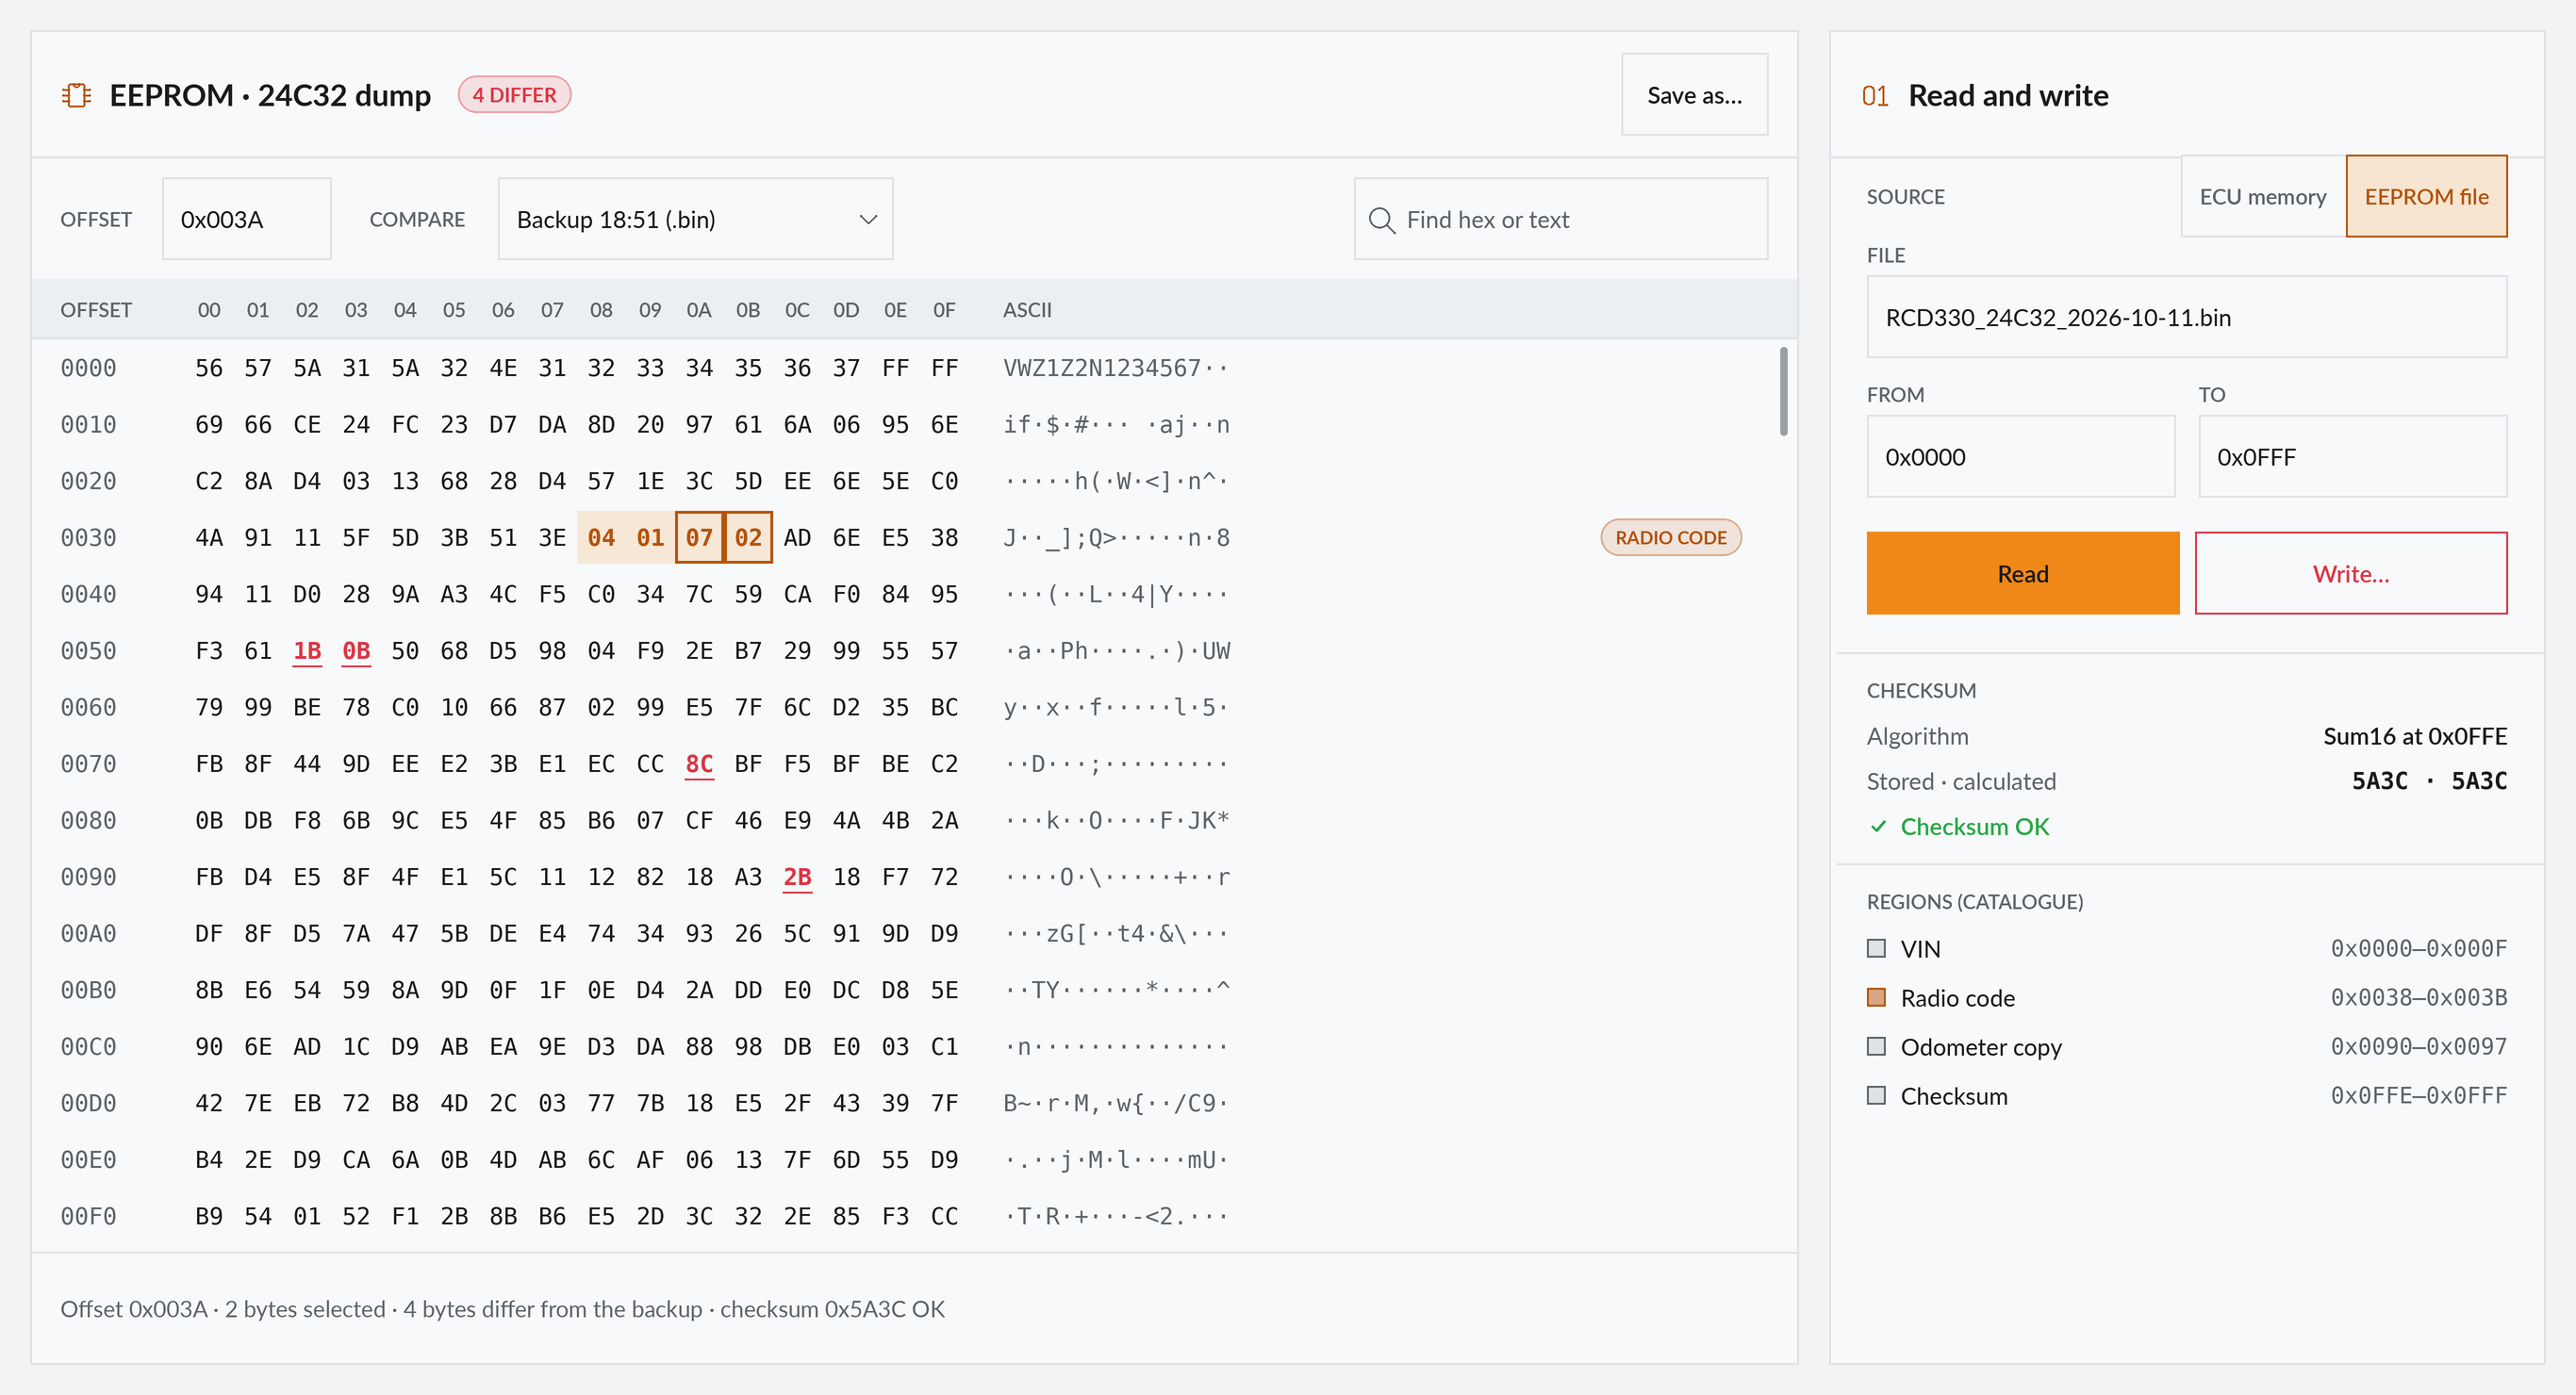 EEPROM · 24C32 dump 4 DIFFER Save as...
OFFSET 0x003A COMPARE Backup 18:51 (.bin) Find hex or text
OFFSET 00 01 02 03 04 05 06 07 08 09 0A 0B 0C 0D 0E 0F ASCII
0000 56 57 5A 31 5A 32 4E 31 32 33 34 35 36 37 FF FF VWZ1Z2N1234567··
0010 69 66 CE 24 FC 23 D7 DA 8D 20 97 61 6A 06 95 6E if·$·#··· ·aj··n
0020 C2 8A D4 03 13 68 28 D4 57 1E 3C 5D EE 6E 5E C0 ·····h(·W·<]·n^·
0030 4A 91 11 5F 5D 3B 51 3E 04 01 07 02 AD 6E E5 38 J··_];Q>·····n·8 RADIO CODE
0040 94 11 D0 28 9A A3 4C F5 C0 34 7C 59 CA F0 84 95 ···(··L··4|Y····
0050 F3 61 1B 0B 50 68 D5 98 04 F9 2E B7 29 99 55 57 ·a··Ph····.·)·UW
0060 79 99 BE 78 C0 10 66 87 02 99 E5 7F 6C D2 35 BC y··x··f·····l·5·
0070 FB 8F 44 9D EE E2 3B E1 EC CC 8C BF F5 BF BE C2 ··D···;·········
0080 0B DB F8 6B 9C E5 4F 85 B6 07 CF 46 E9 4A 4B 2A ···k··O····F·JK*
0090 FB D4 E5 8F 4F E1 5C 11 12 82 18 A3 2B 18 F7 72 ····O·\·····+··r
00A0 DF 8F D5 7A 47 5B DE E4 74 34 93 26 5C 91 9D D9 ···zG[··t4·&\···
00B0 8B E6 54 59 8A 9D 0F 1F 0E D4 2A DD E0 DC D8 5E ··TY······*····^
00C0 90 6E AD 1C D9 AB EA 9E D3 DA 88 98 DB E0 03 C1 ·n··············
00D0 42 7E EB 72 B8 4D 2C 03 77 7B 18 E5 2F 43 39 7F B~·r·M,·w{··/C9·
00E0 B4 2E D9 CA 6A 0B 4D AB 6C AF 06 13 7F 6D 55 D9 ·.··j·M·l····mU·
00F0 B9 54 01 52 F1 2B 8B B6 E5 2D 3C 32 2E 85 F3 CC ·T·R·+···-<2.···
Offset 0x003A · 2 bytes selected · 4 bytes differ from the backup · checksum 0x5A3C OK
01 Read and write
SOURCE ECU memory EEPROM file
FILE
RCD330_24C32_2026-10-11.bin
FROM TO
0x0000 0x0FFF
Read Write...
CHECKSUM
Algorithm Sum16 at 0x0FFE
Stored · calculated 5A3C · 5A3C
Checksum OK
REGIONS (CATALOGUE)
VIN 0x0000–0x000F
Radio code 0x0038–0x003B
Odometer copy 0x0090–0x0097
Checksum 0x0FFE–0x0FFF